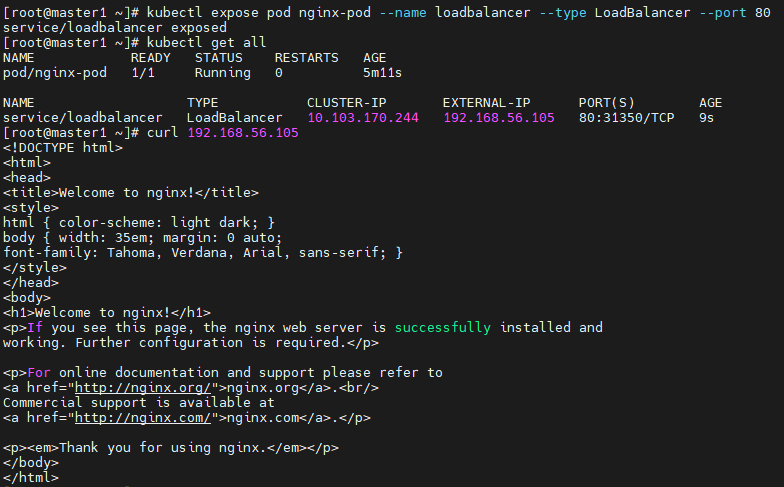 [root@master1 ~]# kubectl expose pod nginx-pod --name loadbalancer --type LoadBalancer --port 80
service/loadbalancer exposed
[root@master1 ~]# kubectl get all
NAME READY STATUS RESTARTS AGE
pod/nginx-pod 1/1 Running 0 5m11s
NAME TYPE CLUSTER-IP EXTERNAL-IP PORT(S) AGE
service/loadbalancer LoadBalancer 10.103.170.244 192.168.56.105 80:31350/TCP 9s
[root@master1 ~]# curl 192.168.56.105
<!DOCTYPE html>
<html>
<head>
<title>Welcome to nginx!</title>
<style>
html { color-scheme: light dark; }
body { width: 35em; margin: 0 auto;
font-family: Tahoma, Verdana, Arial, sans-serif; }
</style>
</head>
<body>
<h1>Welcome to nginx!</h1>
<p>If you see this page, the nginx web server is successfully installed and
working. Further configuration is required.</p>
<p>For online documentation and support please refer to
<a href="http://nginx.org/">nginx.org</a>.<br/>
Commercial support is available at
<a href="http://nginx.com/">nginx.com</a>.</p>
<p><em>Thank you for using nginx.</em></p>
</body>
</html>